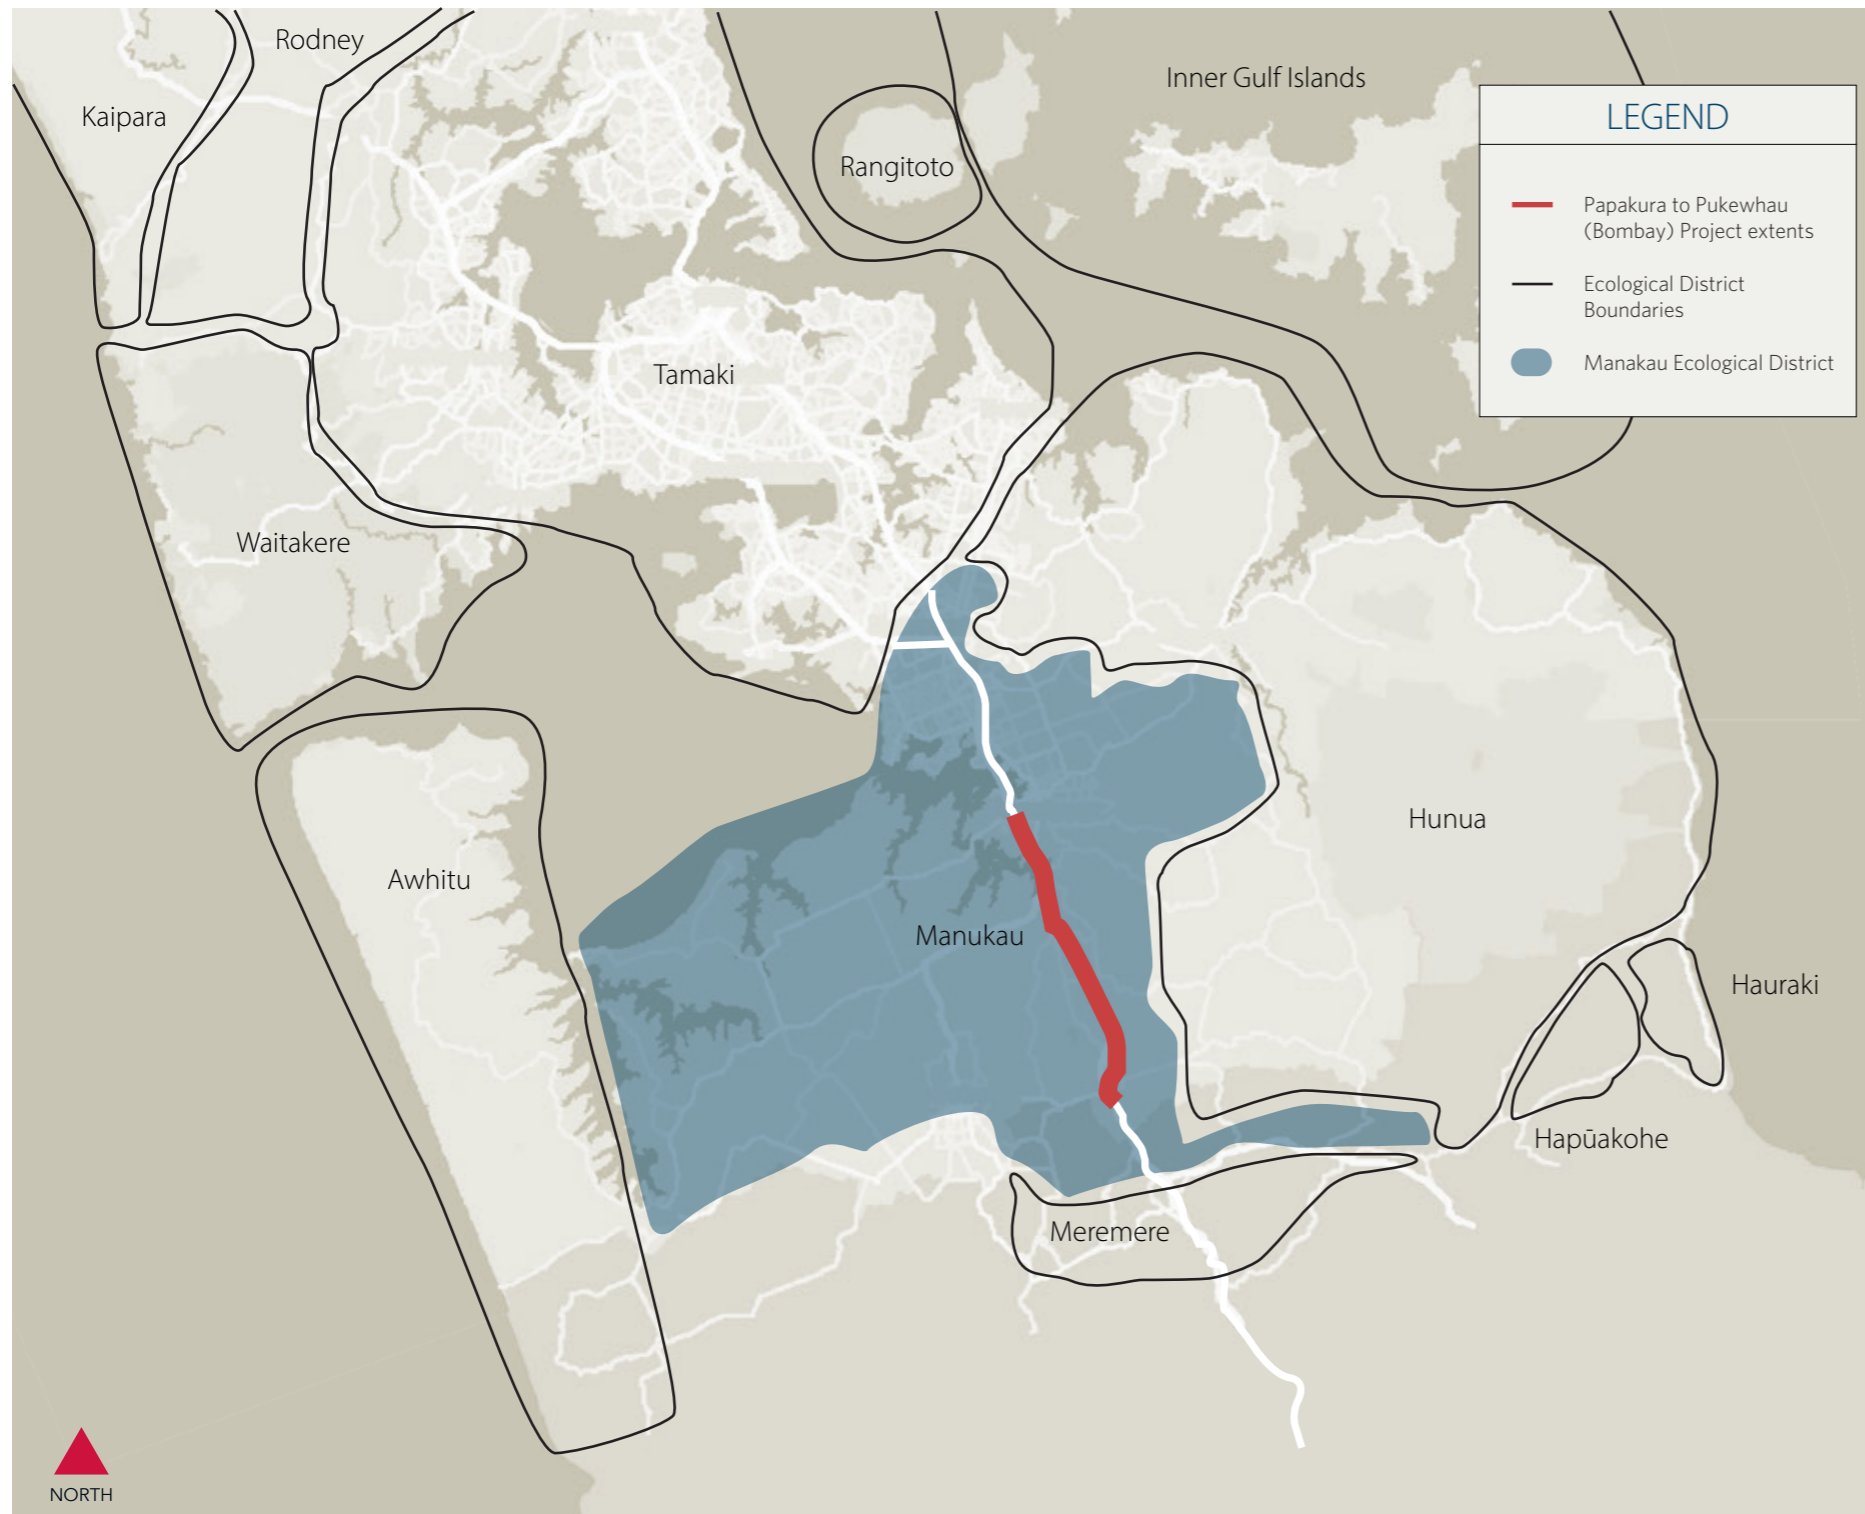 Rodney
Inner Gulf Islands
Kaipara
Rangitoto
LEGEND
Papakura to Pukewhau
(Bombay) Project extents
Ecological District
Boundaries
Manakau Ecological District
Tamaki
Waitakere
Hunua
Awhitu
Manukau
Hauraki
Hapūakohe
Meremere
NORTH